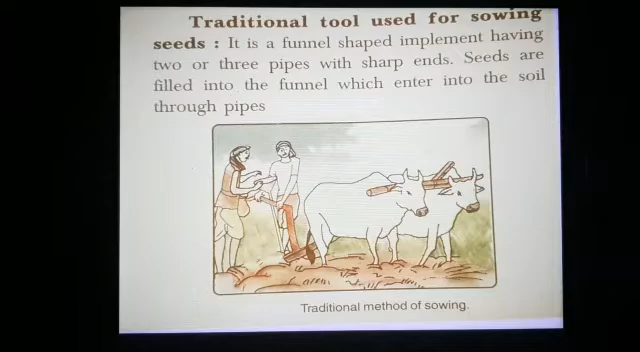 Traditional tool used for sowing
seeds : It is a funnel shaped implement having
two or three pipes with sharp ends. Seeds are
filled into the funnel which enter into the soil
through pipes
Traditional method of sowing.